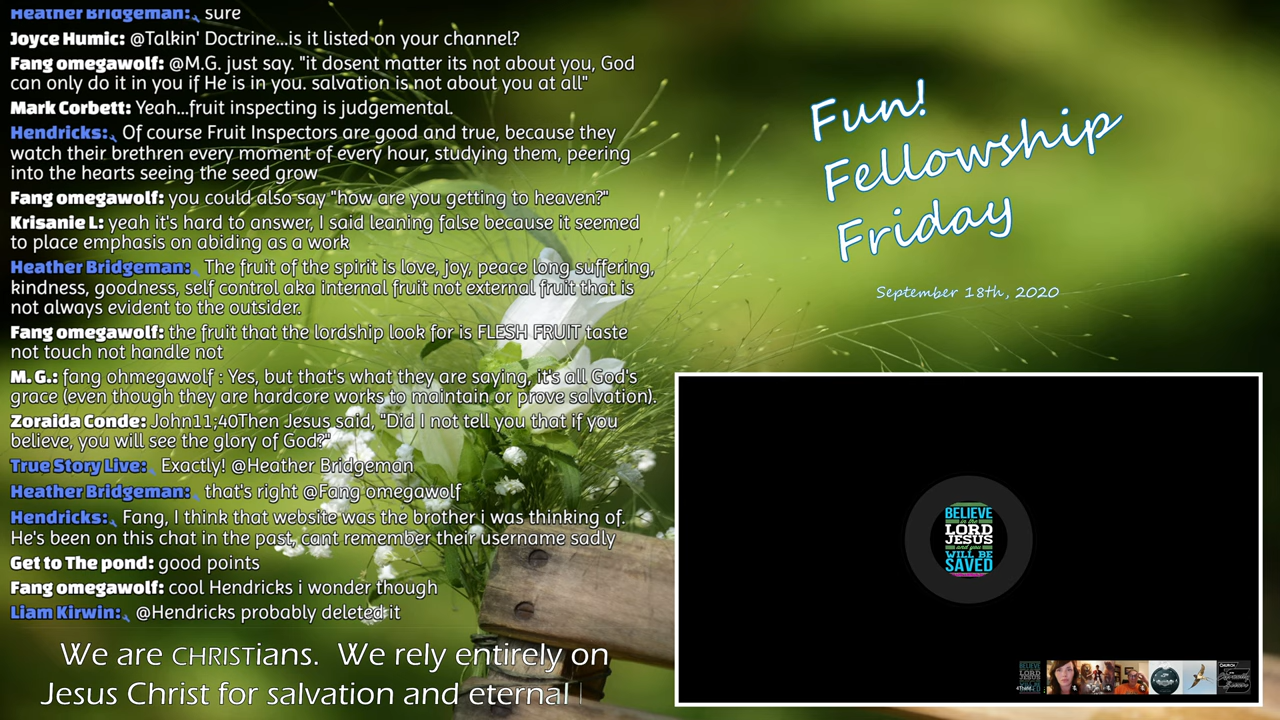 Heather Bridgeman: sure
Joyce Humic: @Talkin' Doctrine...is it listed on your channel?
Fang omegawolf: @M.G. just say. "it dosent matter its not about you, God
can only do it in you if He is in you. salvation is not about you at all"
Mark Corbett: Yeah...fruit inspecting is judgemental.
Hendricks: Of course Fruit Inspectors are good and true, because they
watch their brethren every moment of every hour, studying them, peering
into the hearts seeing the seed grow
Fang omegawolf: you could also say "how are you getting to heaven?"
Krisanie L: yeah it's hard to answer, I said leaning false because it seemed
to place emphasis on abiding as a work
Heather Bridgeman: The fruit of the spirit is love, joy, peace long suffering,
kindness, goodness, self control aka internal fruit not external fruit that is
not always evident to the outsider.
Fang omegawolf: the fruit that the lordship look for is FLESH FRUIT taste
not touch not handle not
M. G.: fang ohmegawolf : Yes, but that's what they are saying, it's all God's
grace (even though they are hardcore works to maintain or prove salvation).
Zoraida Conde: John11;40Then Jesus said, "Did I not tell you that if you
believe, you will see the glory of God?"
True Story Live: Exactly! @Heather Bridgeman
Heather Bridgeman: that's right @Fang omegawolf
Hendricks: Fang, I think that website was the brother i was thinking of.
He's been on this chat in the past, cant remember their username sadly
Get to The pond: good points
Fang omegawolf: cool Hendricks i wonder though
Liam Kirwin: @Hendricks probably deleted it
We are CHRISTians. We rely entirely on
Jesus Christ for salvation and eternal
Fun!
Fellowship
Friday
September 18th, 2020
BELIEVE
in the
LORD
JESUS
and you
WILL BE
SAVED